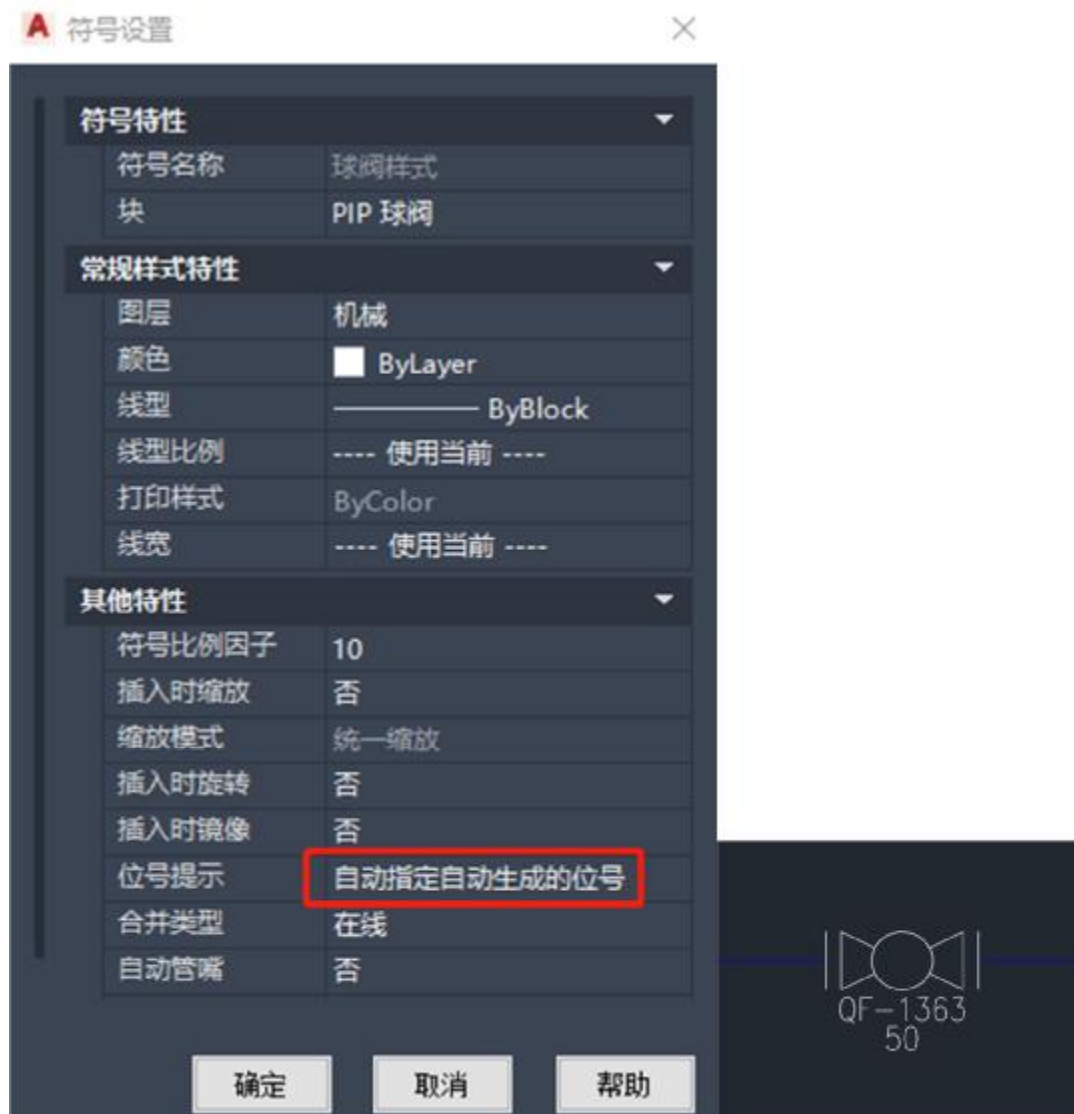 A 符号设置
符号特性
符号名称 球阀样式
块 PIP 球阀
常规样式特性
图层 机械
颜色 ByLayer
线型 ByBlock
线型比例 ---- 使用当前 ----
打印样式 ByColor
线宽 ---- 使用当前 ----
其他特性
符号比例因子 10
插入时缩放 否
缩放模式 统一缩放
插入时旋转 否
插入时镜像 否
位号提示 自动指定自动生成的位号
合并类型 在线
自动管嘴 否
确定 取消 帮助
QF-1363
50